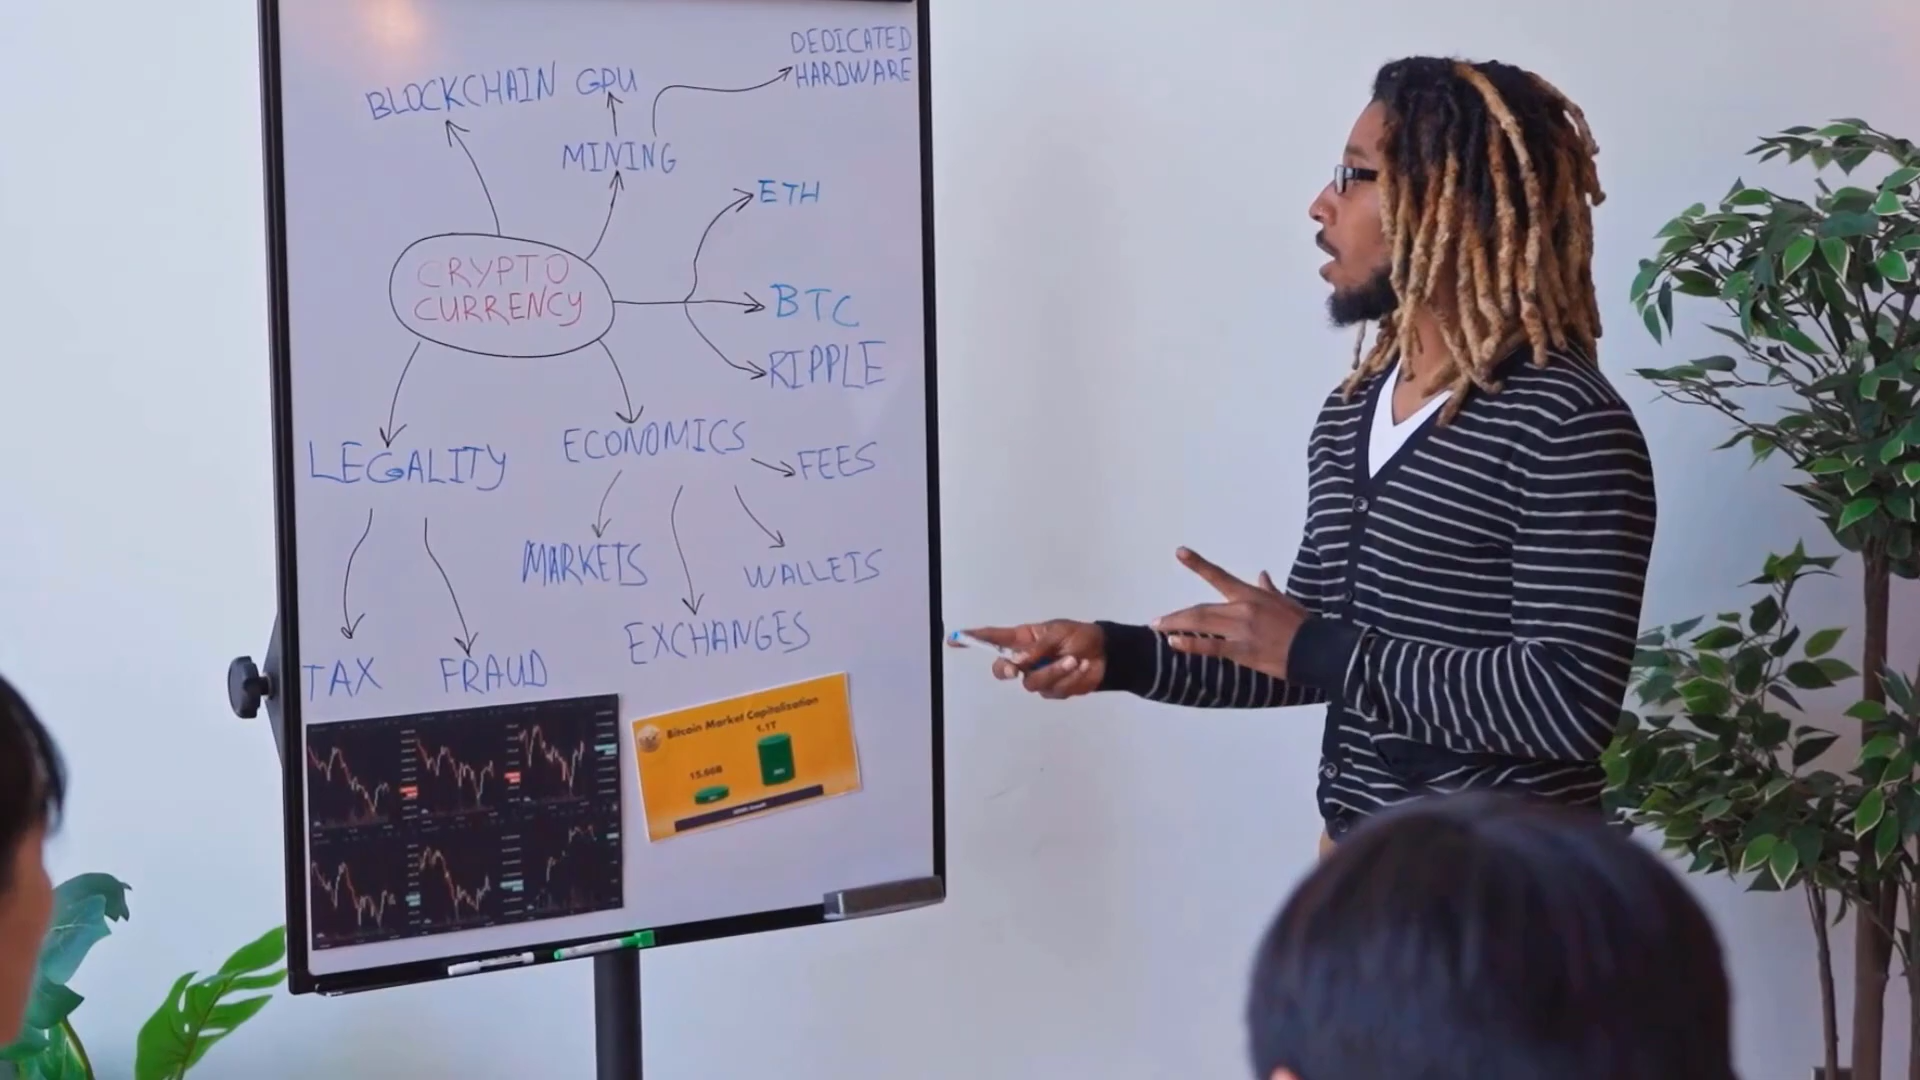 DEDICATED
HARDWARE
BLOCKCHAIN
GPU
MINING
ETH
CRYPTO
CURRENCY
BTC
RIPPLE
ECONOMICS
LEGALITY
FEES
MARKETS
WALLETS
EXCHANGES
TAX
FRAUD
Bitcoin Market Capitalization
1.1T
15.66B